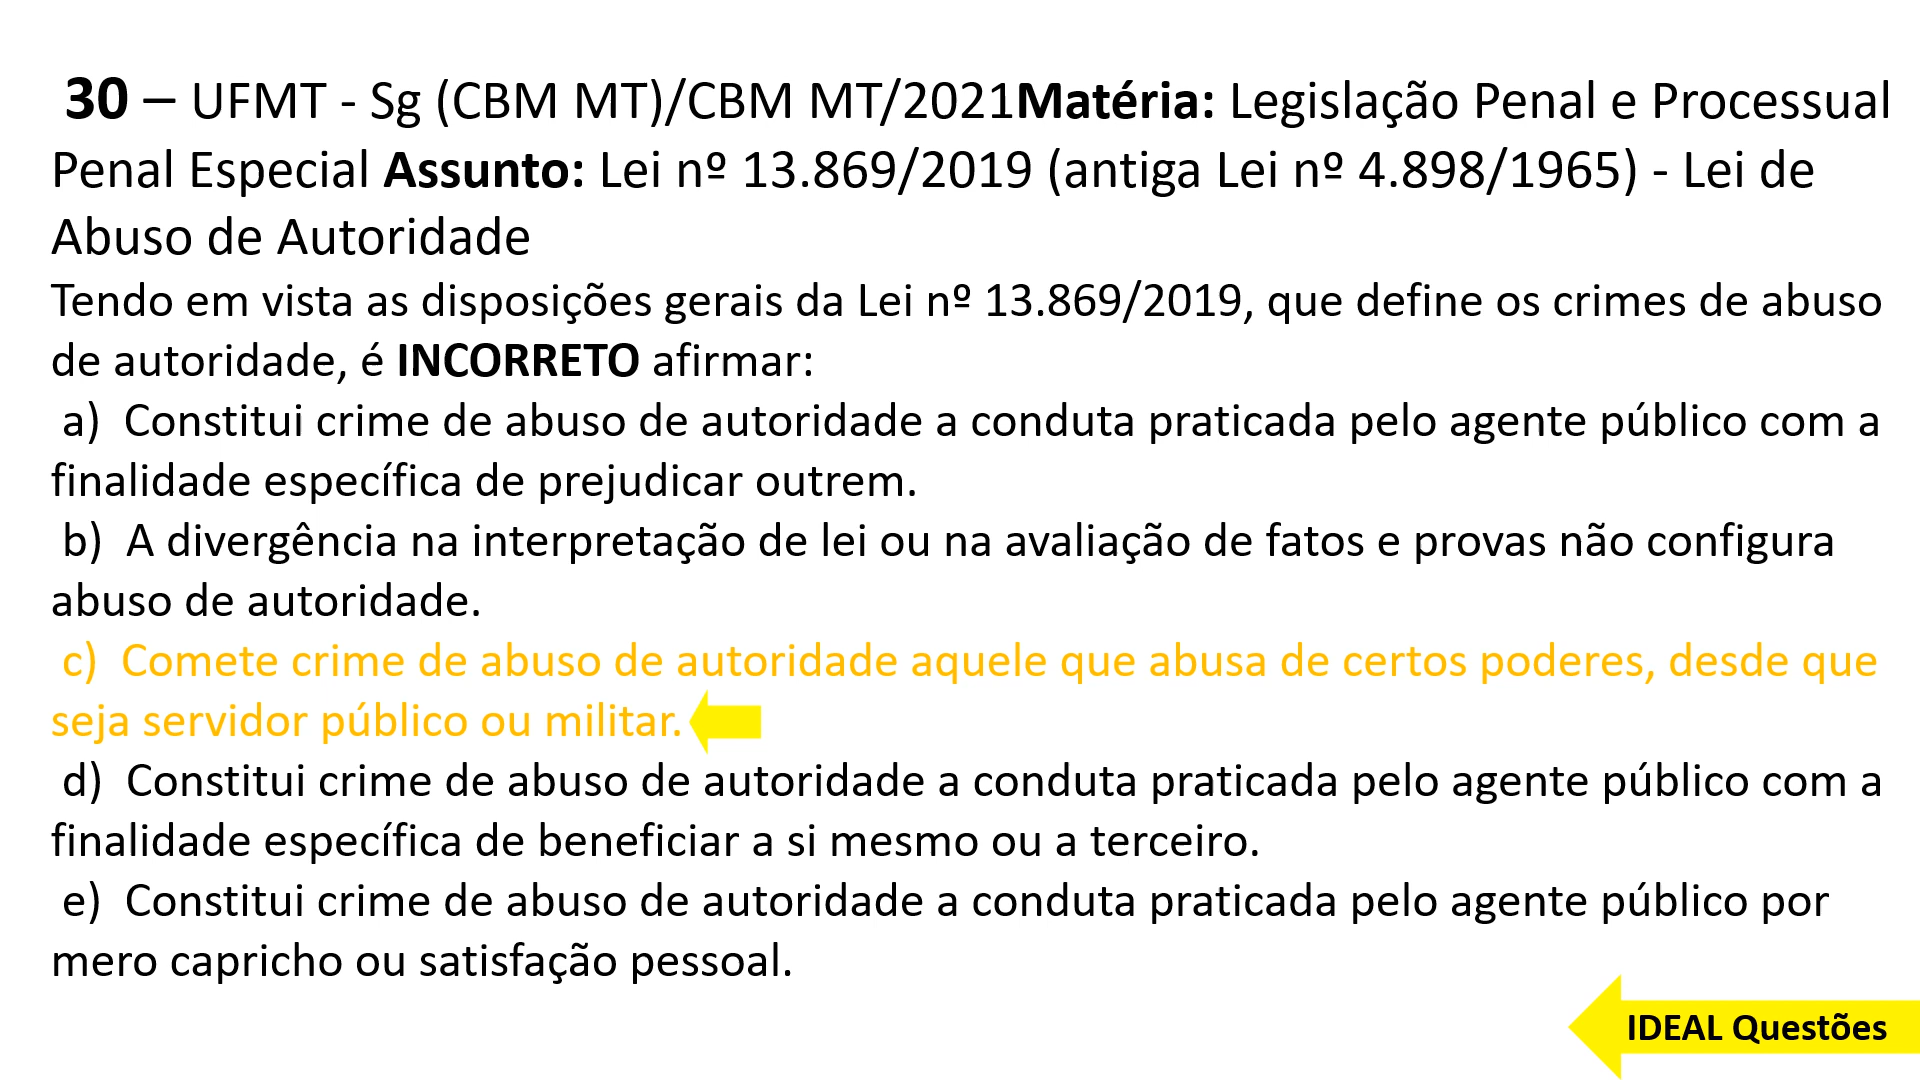 30 – UFMT - Sg (CBM MT)/CBM MT/2021Matéria: Legislação Penal e Processual
Penal Especial Assunto: Lei nº 13.869/2019 (antiga Lei nº 4.898/1965) - Lei de
Abuso de Autoridade
Tendo em vista as disposições gerais da Lei nº 13.869/2019, que define os crimes de abuso
de autoridade, é INCORRETO afirmar:
a) Constitui crime de abuso de autoridade a conduta praticada pelo agente público com a
finalidade específica de prejudicar outrem.
b) A divergência na interpretação de lei ou na avaliação de fatos e provas não configura
abuso de autoridade.
c) Comete crime de abuso de autoridade aquele que abusa de certos poderes, desde que
seja servidor público ou militar.
d) Constitui crime de abuso de autoridade a conduta praticada pelo agente público com a
finalidade específica de beneficiar a si mesmo ou a terceiro.
e) Constitui crime de abuso de autoridade a conduta praticada pelo agente público por
mero capricho ou satisfação pessoal.
IDEAL Questões